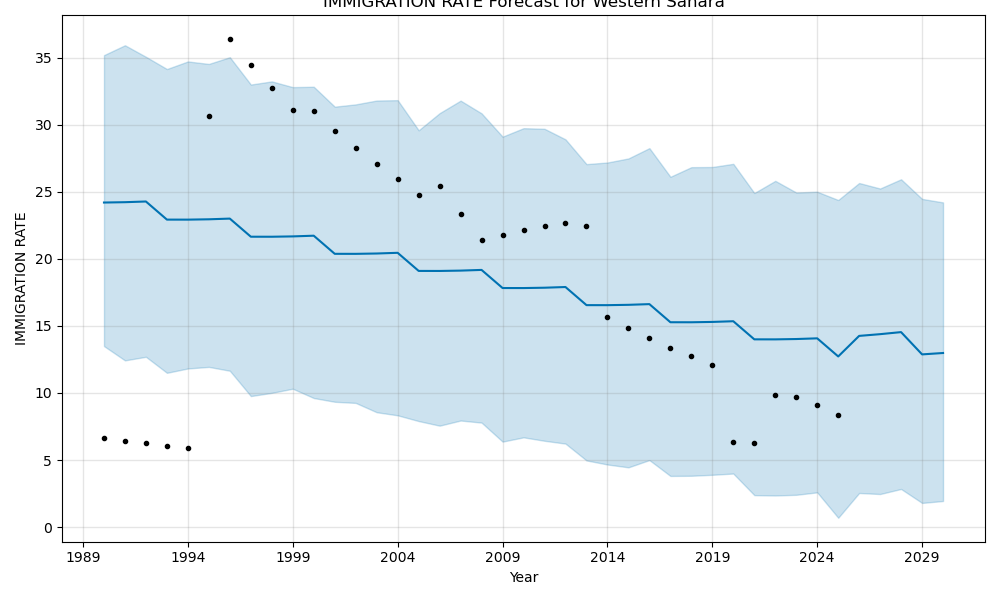 IMMIGRATION RATE Forecast for Western Sahara
35
30
25
20
15
10
5
0
IMMIGRATION RATE
1989 1994 1999 2004 2009 2014 2019 2024 2029
Year